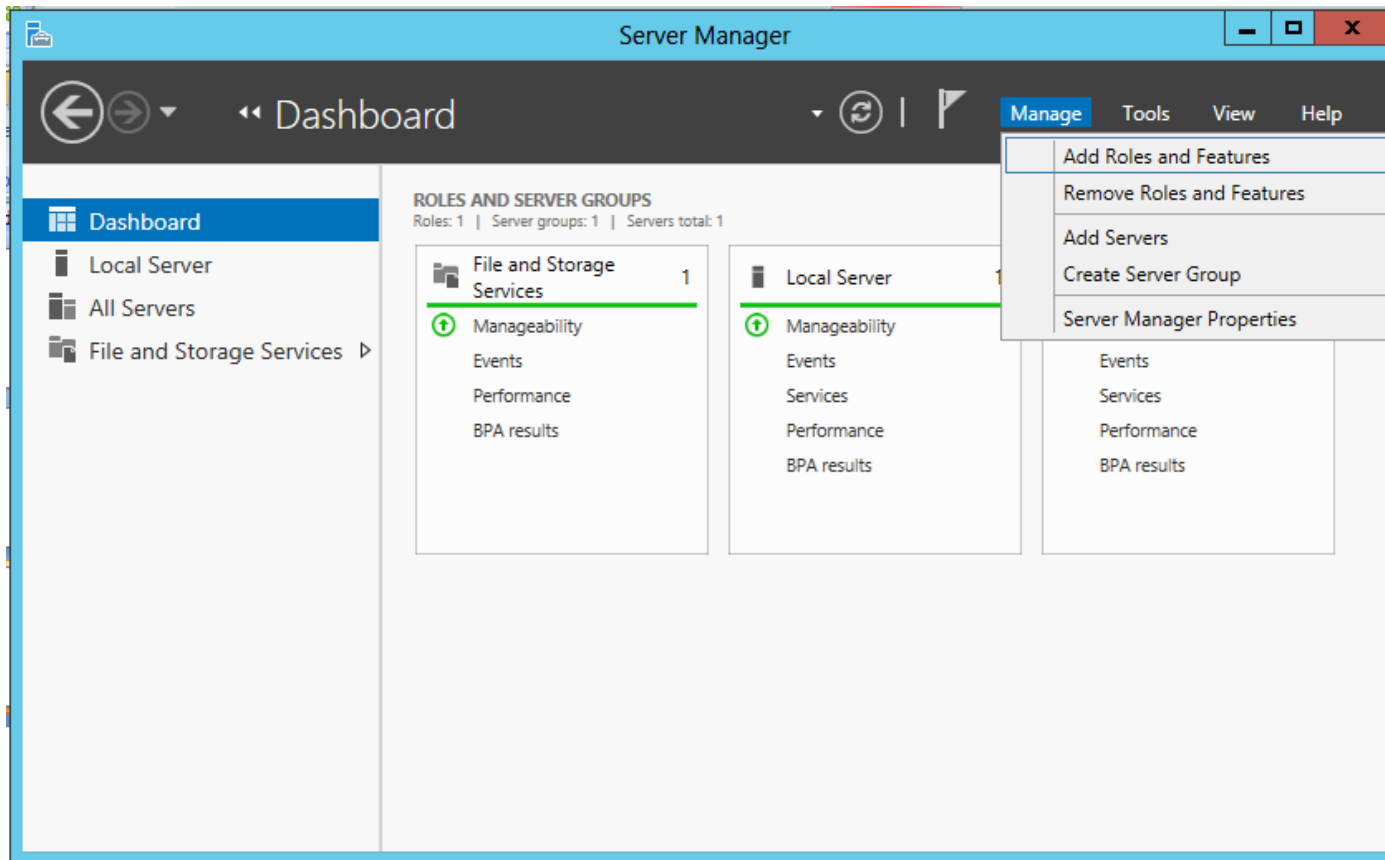 Server Manager
Dashboard
Manage Tools View Help
Add Roles and Features
Remove Roles and Features
Add Servers
Create Server Group
Server Manager Properties
Dashboard
Local Server
All Servers
File and Storage Services
ROLES AND SERVER GROUPS
Roles: 1 | Server groups: 1 | Servers total: 1
File and Storage
Services
1
Manageability
Events
Performance
BPA results
Local Server
1
Manageability
Events
Services
Performance
BPA results
Events
Services
Performance
BPA results